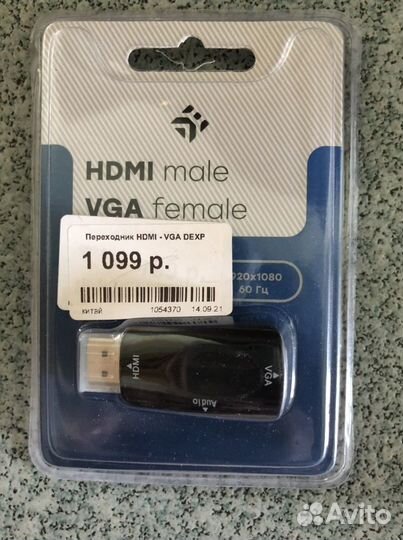 HDMI male
VGA female
Переходник HDMI - VGA DEXP
1 099 р.
920x1080
60 Гц
китай 1054370 14.09.21
HDMI
Audio
VGA
Avito